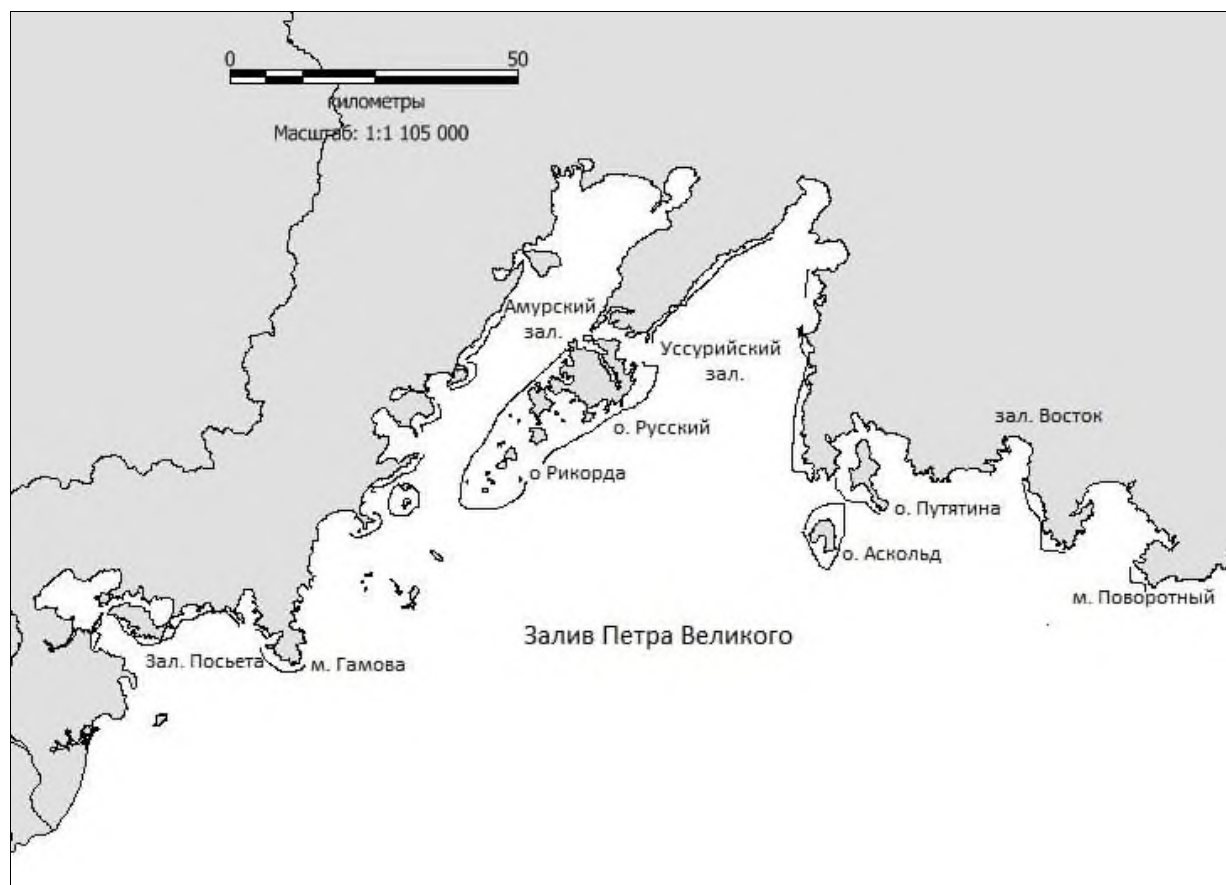 0 50
километры
Масштаб: 1:1 105 000
Амурский
зал.
Уссурийский
зал.
о. Русский
зал. Восток
о Рикорда
о. Путятина
о. Аскольд
м. Поворотный
Залив Петра Великого
Зал. Посьета
м. Гамова